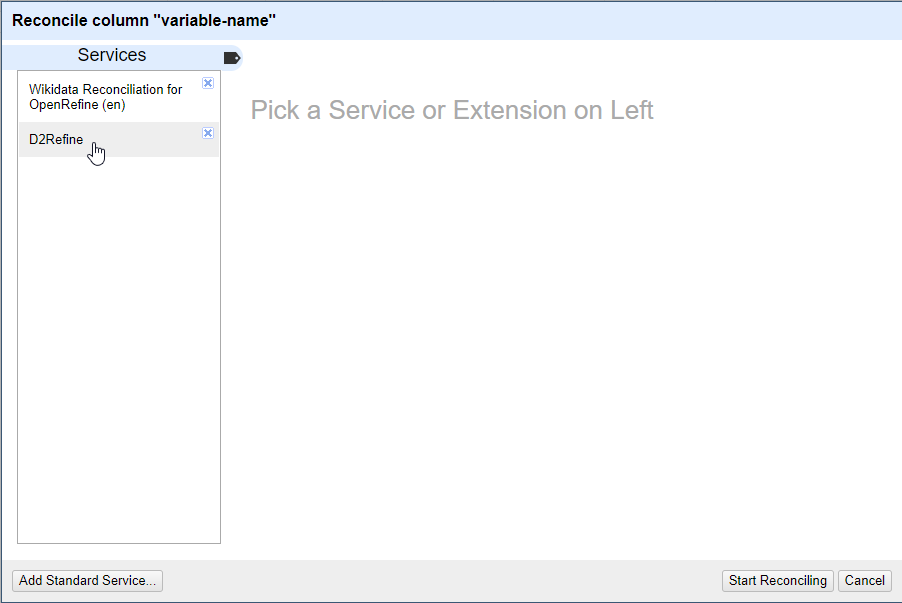 Reconcile column "variable-name"
Services
Wikidata Reconciliation for
OpenRefine (en)
D2Refine
Pick a Service or Extension on Left
Add Standard Service...
Start Reconciling
Cancel